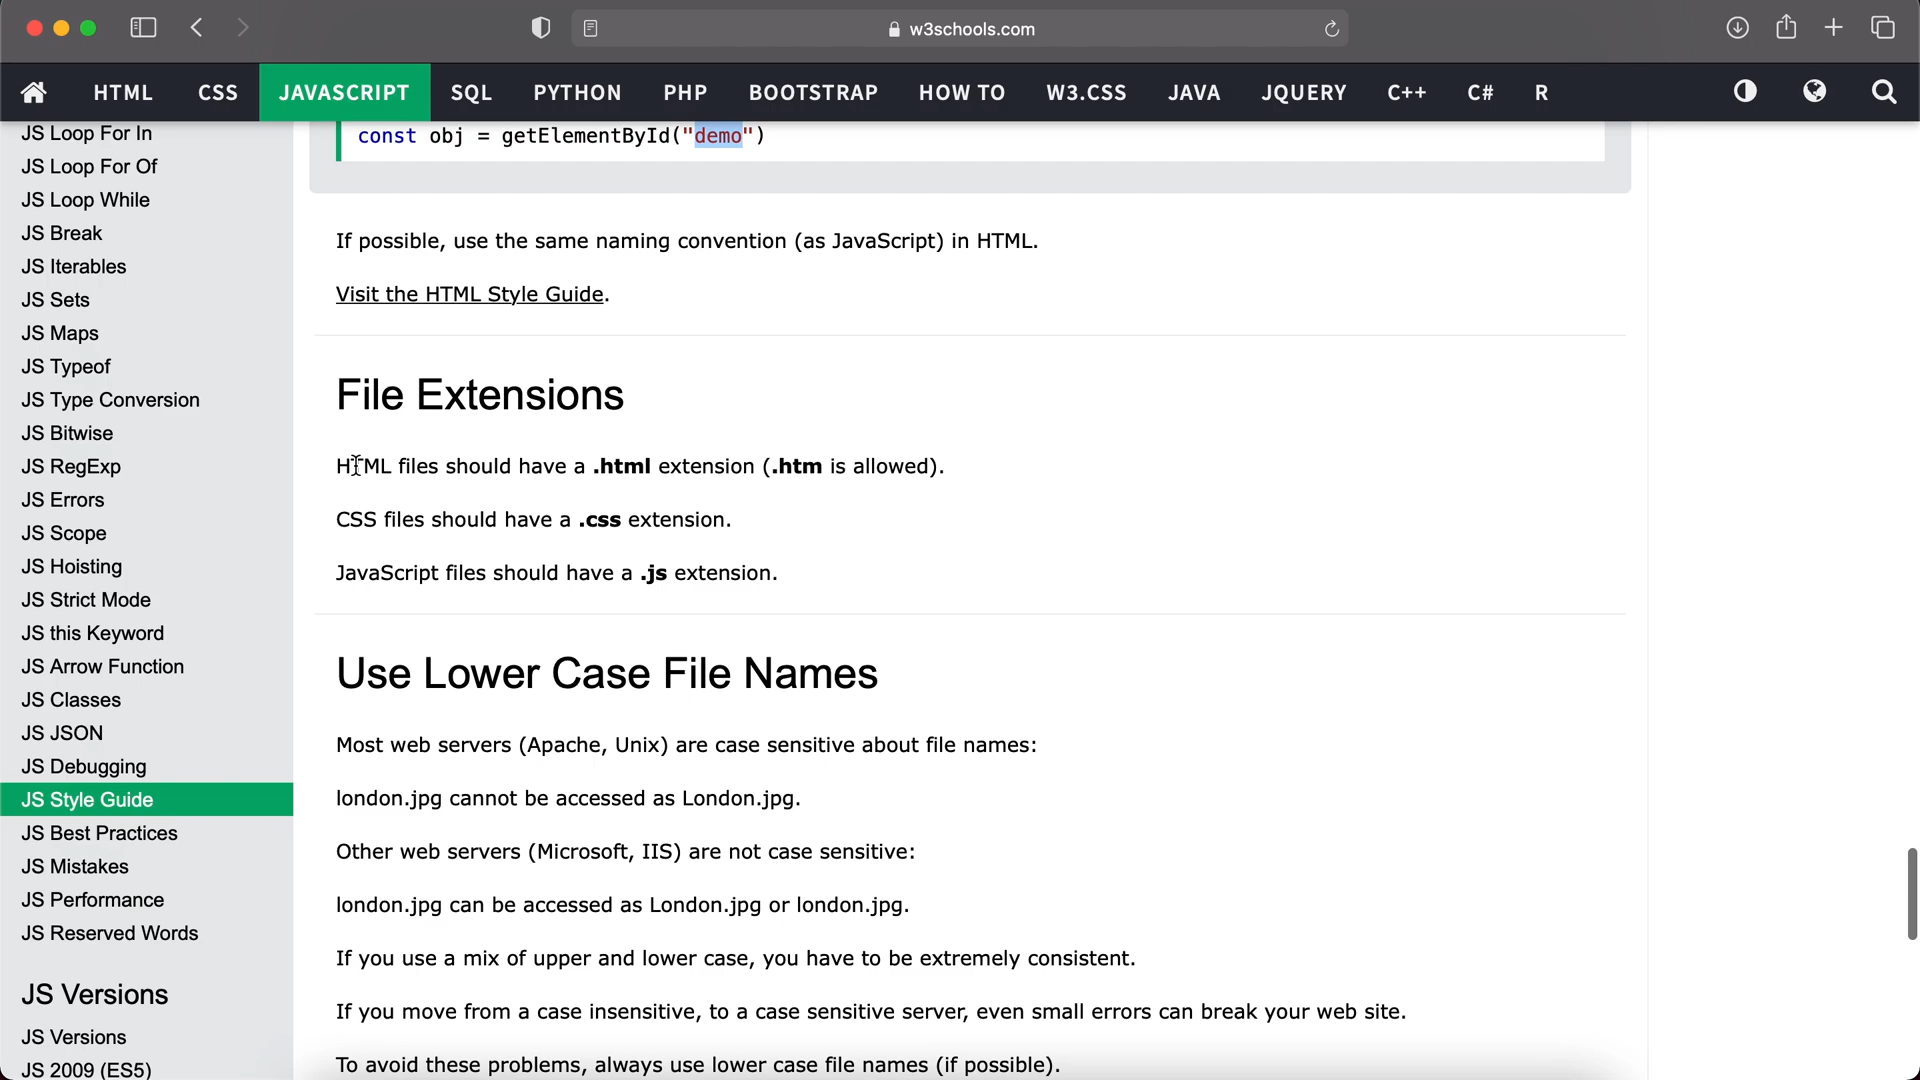 w3schools.com
HTML CSS JAVASCRIPT SQL PYTHON PHP BOOTSTRAP HOW TO W3.CSS JAVA JQUERY C++ C# R
JS Loop For In
JS Loop For Of
JS Loop While
JS Break
JS Iterables
JS Sets
JS Maps
JS Typeof
JS Type Conversion
JS Bitwise
JS RegExp
JS Errors
JS Scope
JS Hoisting
JS Strict Mode
JS this Keyword
JS Arrow Function
JS Classes
JS JSON
JS Debugging
JS Style Guide
JS Best Practices
JS Mistakes
JS Performance
JS Reserved Words
JS Versions
JS Versions
JS 2009 (ES5)
const obj = getElementById("demo")
If possible, use the same naming convention (as JavaScript) in HTML.
Visit the HTML Style Guide.
File Extensions
HTML files should have a .html extension (.htm is allowed).
CSS files should have a .css extension.
JavaScript files should have a .js extension.
Use Lower Case File Names
Most web servers (Apache, Unix) are case sensitive about file names:
london.jpg cannot be accessed as London.jpg.
Other web servers (Microsoft, IIS) are not case sensitive:
london.jpg can be accessed as London.jpg or london.jpg.
If you use a mix of upper and lower case, you have to be extremely consistent.
If you move from a case insensitive, to a case sensitive server, even small errors can break your web site.
To avoid these problems, always use lower case file names (if possible).